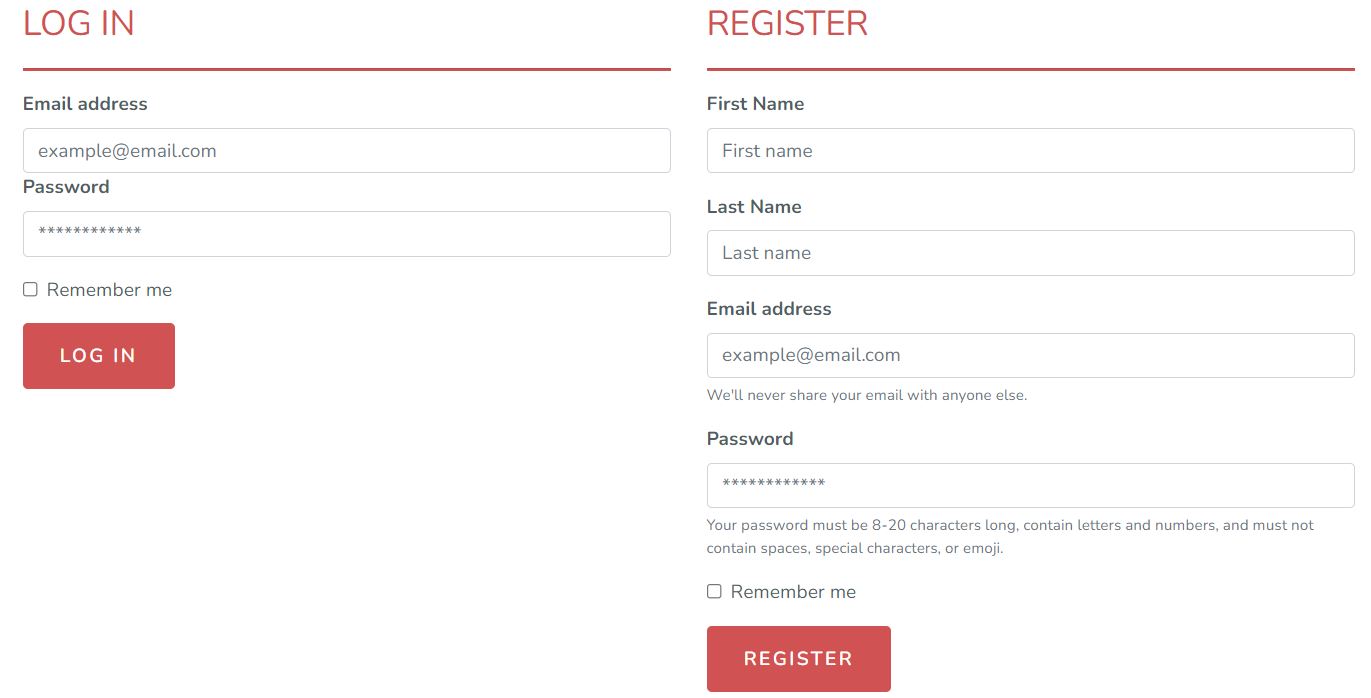 LOG IN
Email address
example@email.com
Password
************
Remember me
LOG IN
REGISTER
First Name
First name
Last Name
Last name
Email address
example@email.com
We'll never share your email with anyone else.
Password
************
Your password must be 8-20 characters long, contain letters and numbers, and must not
contain spaces, special characters, or emoji.
Remember me
REGISTER